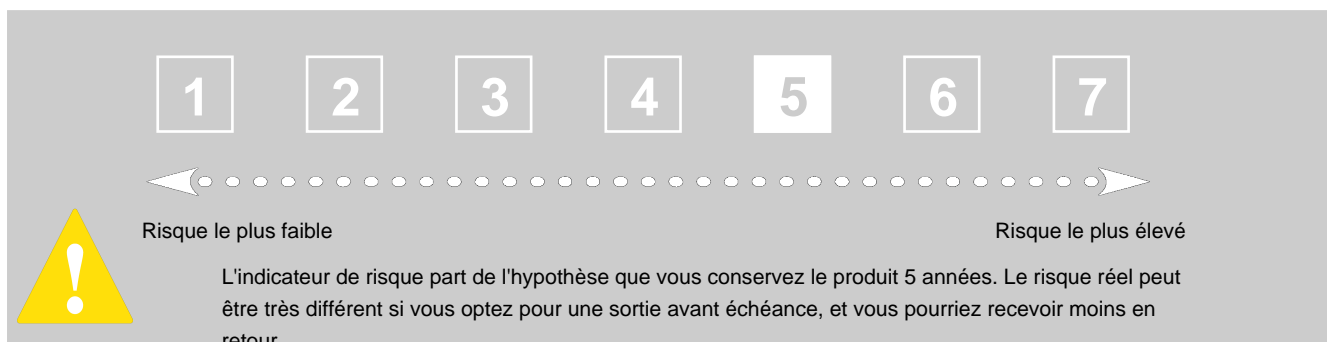 1 2 3 4 5 6 7
Risque le plus faible Risque le plus élevé
!
L'indicateur de risque part de l'hypothèse que vous conservez le produit 5 années. Le risque réel peut
être très différent si vous optez pour une sortie avant échéance, et vous pourriez recevoir moins en
retour